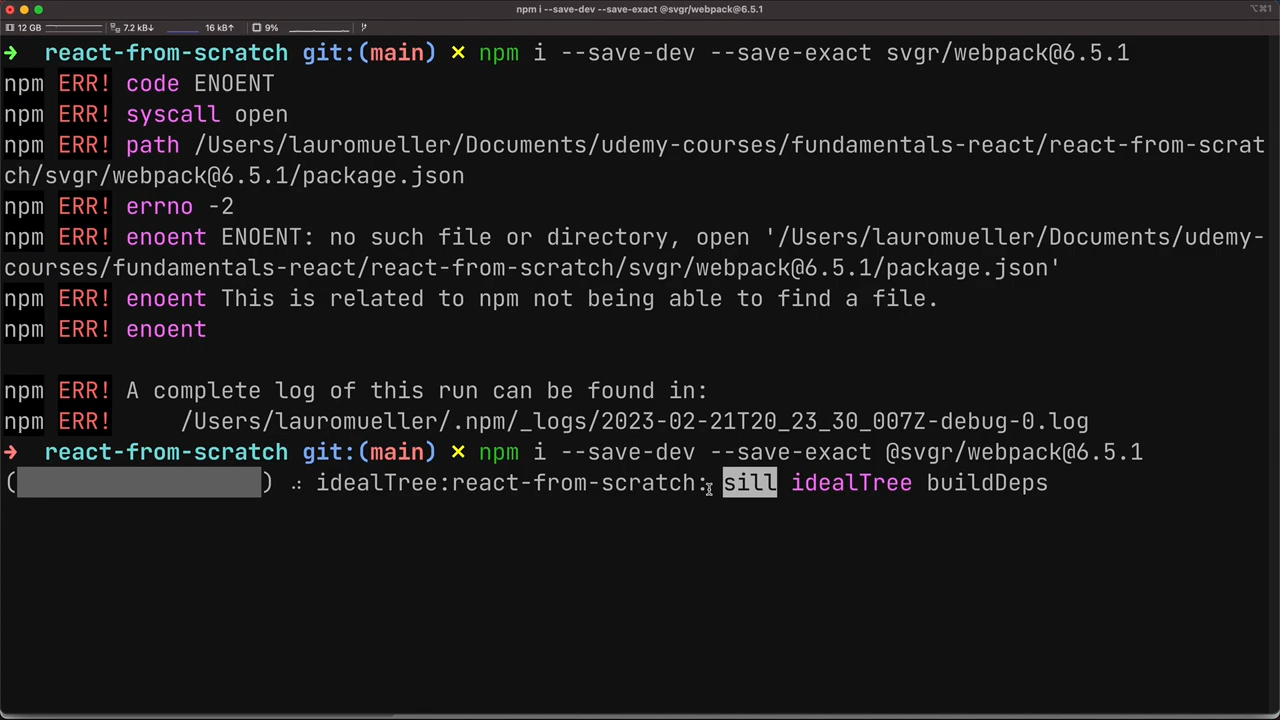 npm i --save-dev --save-exact @svgr/webpack@6.5.1
⌥⌘1
12 GB 7.2 kB↓ 16 kB↑ 9%
➜ react-from-scratch git:(main) ✗ npm i --save-dev --save-exact svgr/webpack@6.5.1
npm ERR! code ENOENT
npm ERR! syscall open
npm ERR! path /Users/lauromueller/Documents/udemy-courses/fundamentals-react/react-from-scrat
ch/svgr/webpack@6.5.1/package.json
npm ERR! errno -2
npm ERR! enoent ENOENT: no such file or directory, open '/Users/lauromueller/Documents/udemy-
courses/fundamentals-react/react-from-scratch/svgr/webpack@6.5.1/package.json'
npm ERR! enoent This is related to npm not being able to find a file.
npm ERR! enoent
npm ERR! A complete log of this run can be found in:
npm ERR!     /Users/lauromueller/.npm/_logs/2023-02-21T20_23_30_007Z-debug-0.log
➜ react-from-scratch git:(main) ✗ npm i --save-dev --save-exact @svgr/webpack@6.5.1
(                  ) ⠴ idealTree:react-from-scratch: sill idealTree buildDeps